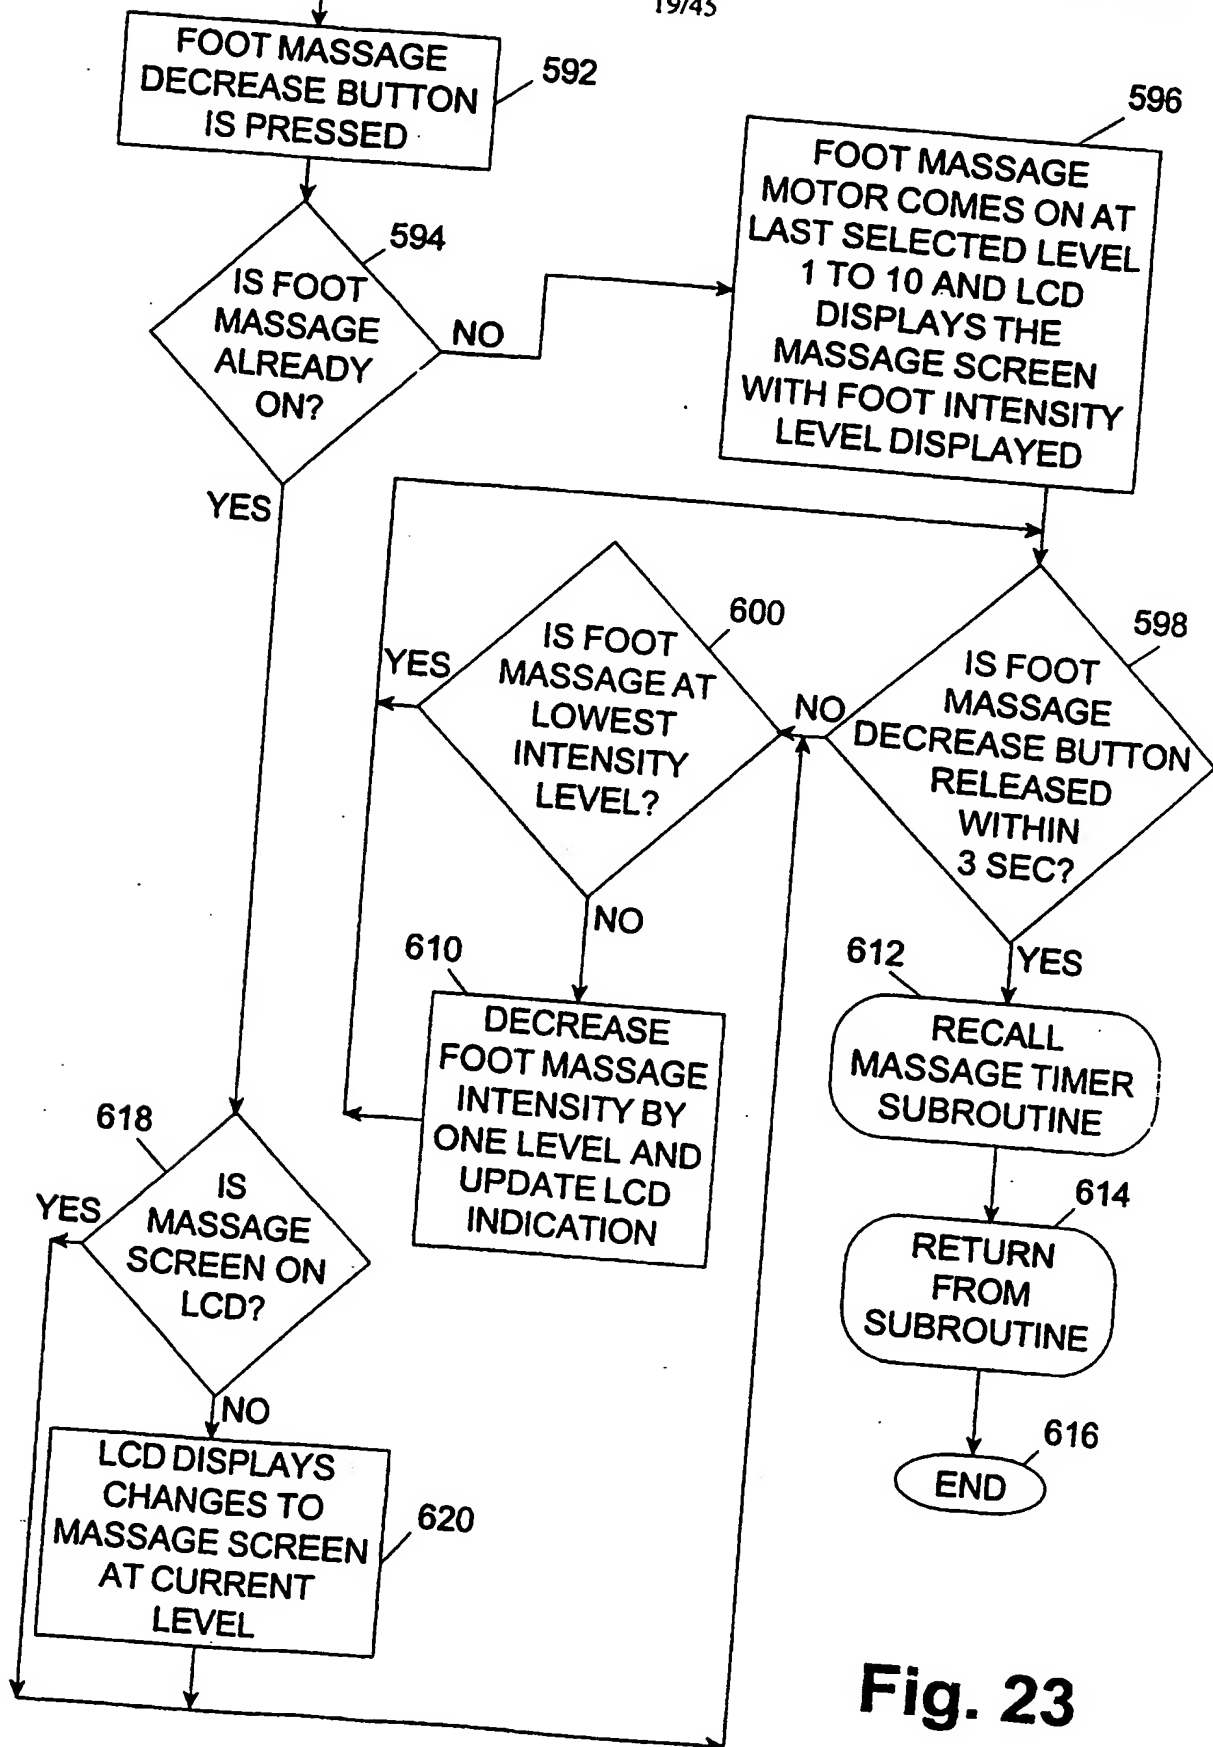 19/45
FOOT MASSAGE
DECREASE BUTTON
IS PRESSED
592
594
IS FOOT
MASSAGE
ALREADY
ON?
NO
YES
596
FOOT MASSAGE
MOTOR COMES ON AT
LAST SELECTED LEVEL
1 TO 10 AND LCD
DISPLAYS THE
MASSAGE SCREEN
WITH FOOT INTENSITY
LEVEL DISPLAYED
598
IS FOOT
MASSAGE
DECREASE BUTTON
RELEASED
WITHIN
3 SEC?
NO
YES
600
IS FOOT
MASSAGE AT
LOWEST
INTENSITY
LEVEL?
YES
NO
610
DECREASE
FOOT MASSAGE
INTENSITY BY
ONE LEVEL AND
UPDATE LCD
INDICATION
612
RECALL
MASSAGE TIMER
SUBROUTINE
614
RETURN
FROM
SUBROUTINE
616
END
618
IS
MASSAGE
SCREEN ON
LCD?
YES
NO
LCD DISPLAYS
CHANGES TO
MASSAGE SCREEN
AT CURRENT
LEVEL
620
Fig. 23